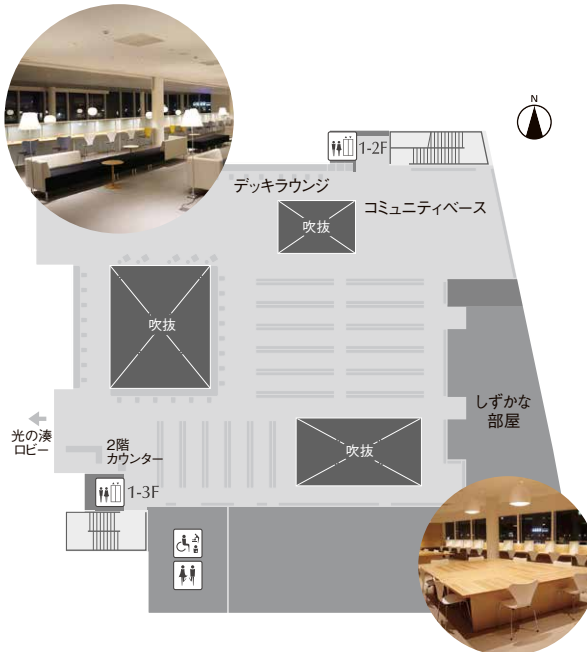 N
1-2F
デッキラウンジ
コミュニティベース
吹抜
吹抜
しずかな
部屋
光の湊
ロビー
2階
カウンター
吹抜
1-3F